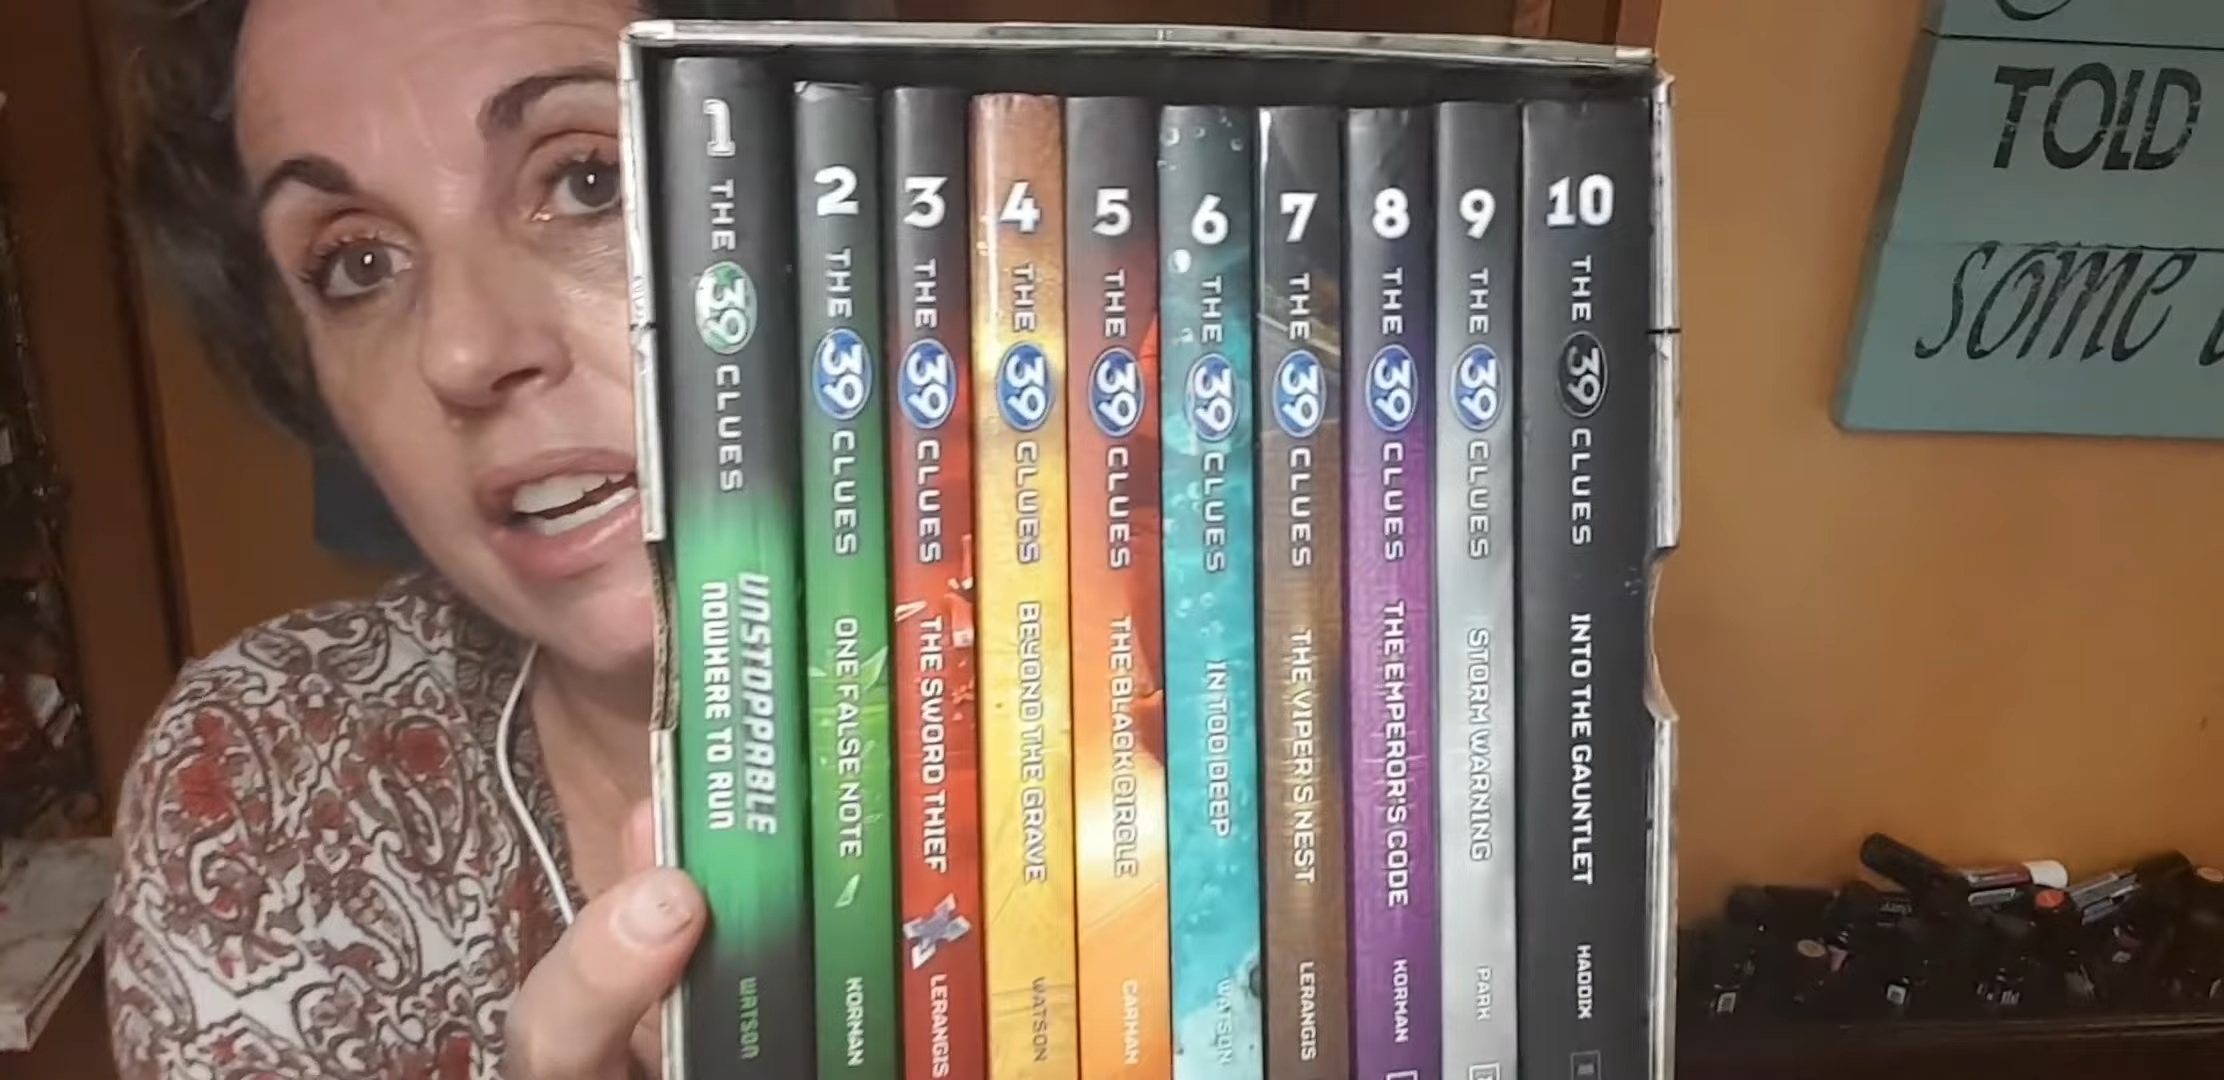 1 THE 39 CLUES UNSTOPPABLE NOWHERE TO RUN WATSON
2 THE 39 CLUES ONE FALSE NOTE KORMAN
3 THE 39 CLUES THE SWORD THIEF LERANGIS
4 THE 39 CLUES BEYOND THE GRAVE WATSON
5 THE 39 CLUES THE BLACK CIRCLE CARMAN
6 THE 39 CLUES IN TOO DEEP WATSON
7 THE 39 CLUES THE VIPER'S NEST LERANGIS
8 THE 39 CLUES THE EMPEROR'S CODE KORMAN
9 THE 39 CLUES STORM WARNING PARK
10 THE 39 CLUES INTO THE GAUNTLET HADDIX
TOLD
some